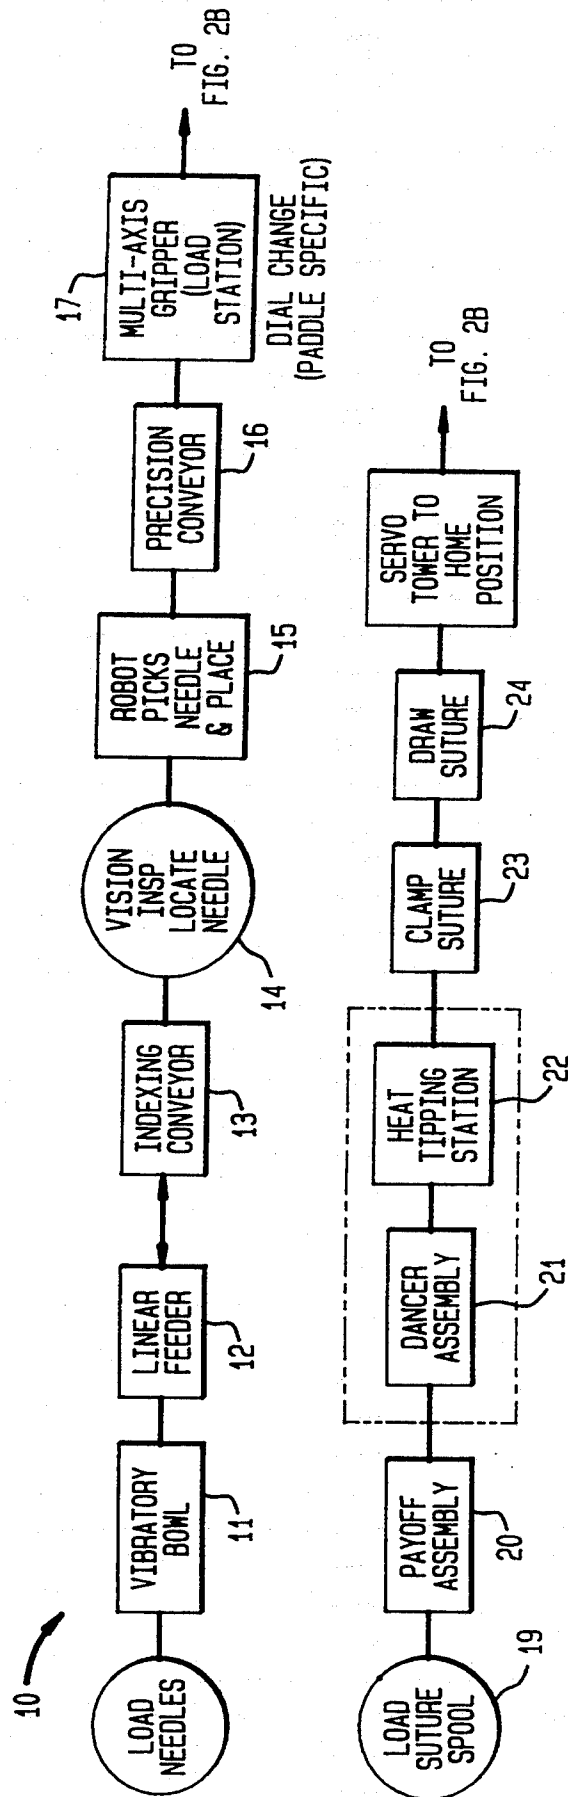 10
LOAD
NEEDLES
VIBRATORY
BOWL
11
LINEAR
FEEDER
12
INDEXING
CONVEYOR
13
VISION
INSP
LOCATE
NEEDLE
14
ROBOT
PICKS
NEEDLE
& PLACE
15
PRECISION
CONVEYOR
16
17
MULTI-AXIS
GRIPPER
(LOAD
STATION)
DIAL CHANGE
(PADDLE SPECIFIC)
TO
FIG. 2B
LOAD
SUTURE
SPOOL
19
PAYOFF
ASSEMBLY
20
DANCER
ASSEMBLY
21
HEAT
TIPPING
STATION
22
CLAMP
SUTURE
23
DRAW
SUTURE
24
SERVO
TOWER TO
HOME
POSITION
TO
FIG. 2B